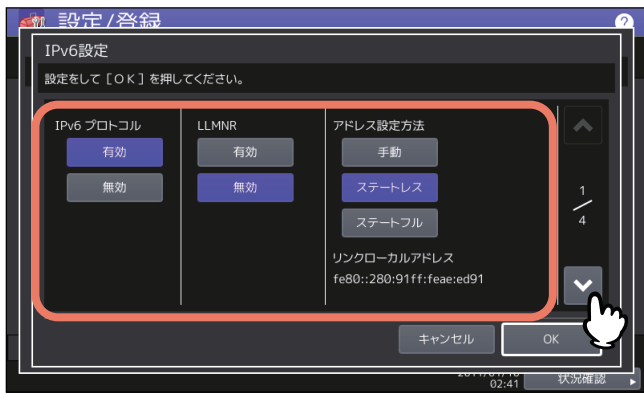 設定/登録
?
IPv6設定
設定をして［OK］を押してください。
IPv6 プロトコル
有効
無効
LLMNR
有効
無効
アドレス設定方法
手動
ステートレス
ステートフル
リンクローカルアドレス
fe80::280:91ff:feae:ed91
1
4
キャンセル
OK
02:41
状況確認